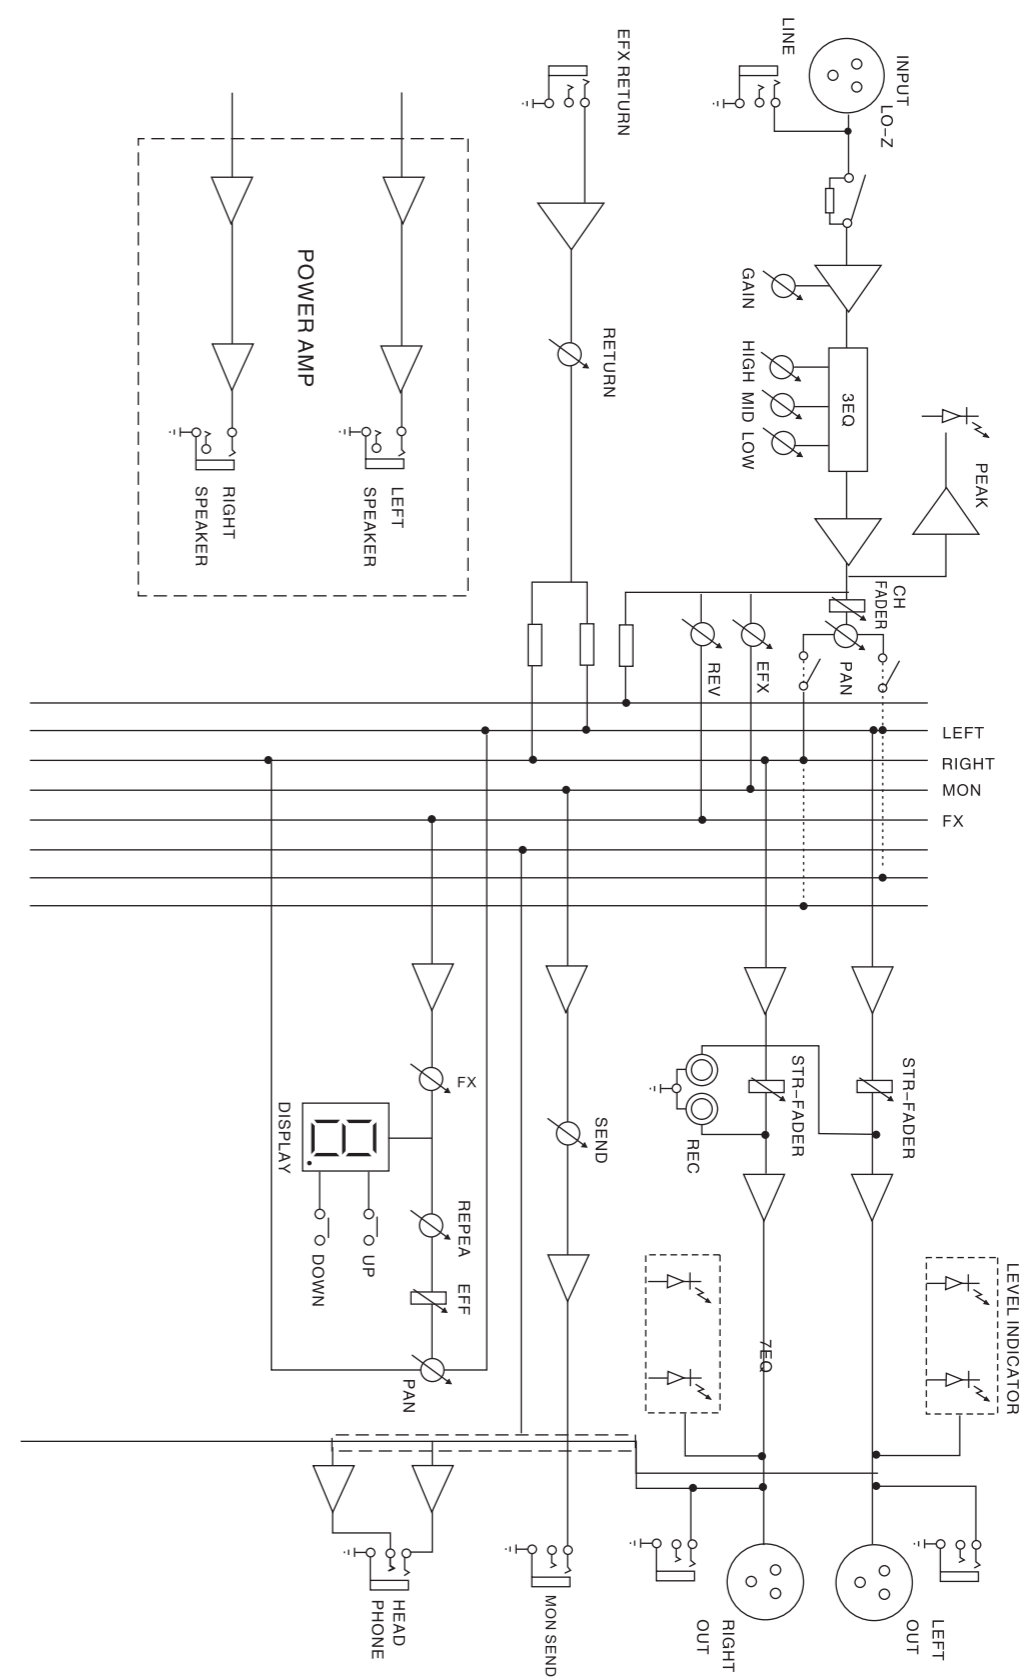 LINE
INPUT
LO-Z
EFX RETURN
GAIN
HIGH
MID
LOW
3EQ
PEAK
RETURN
POWER AMP
LEFT
SPEAKER
RIGHT
SPEAKER
CH
FADER
PAN
EFX
REV
LEFT
RIGHT
MON
FX
STR-FADER
STR-FADER
REC
SEND
FX
DISPLAY
REPEA
UP
DOWN
EFF
PAN
LEVEL INDICATOR
7EQ
LEFT
OUT
RIGHT
OUT
MON SEND
HEAD
PHONE